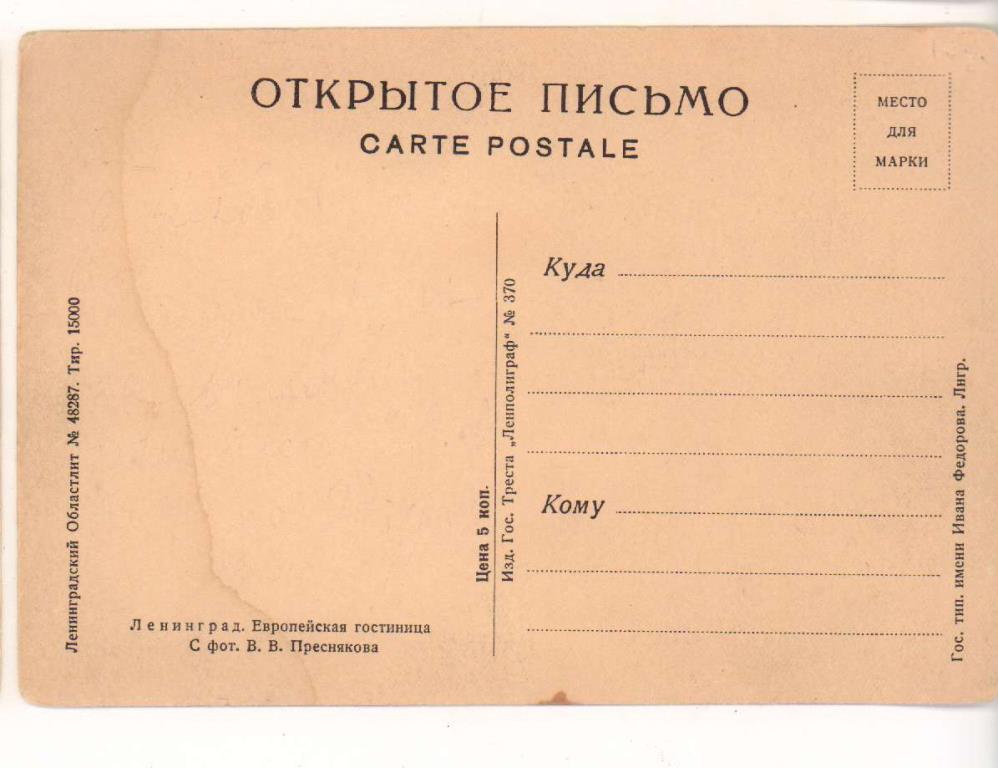 ОТКРЫТОЕ ПИСЬМО
CARTE POSTALE
МЕСТО
ДЛЯ
МАРКИ
Ленинградский Областлит № 48287. Тир. 15000
Ленинград. Европейская гостиница
С фот. В. В. Преснякова
Цена 5 коп.
Изд. Гос. Треста „Ленполиграф“ № 370
Куда
Кому
Гос. тип. имени Ивана Федорова. Лнгр.